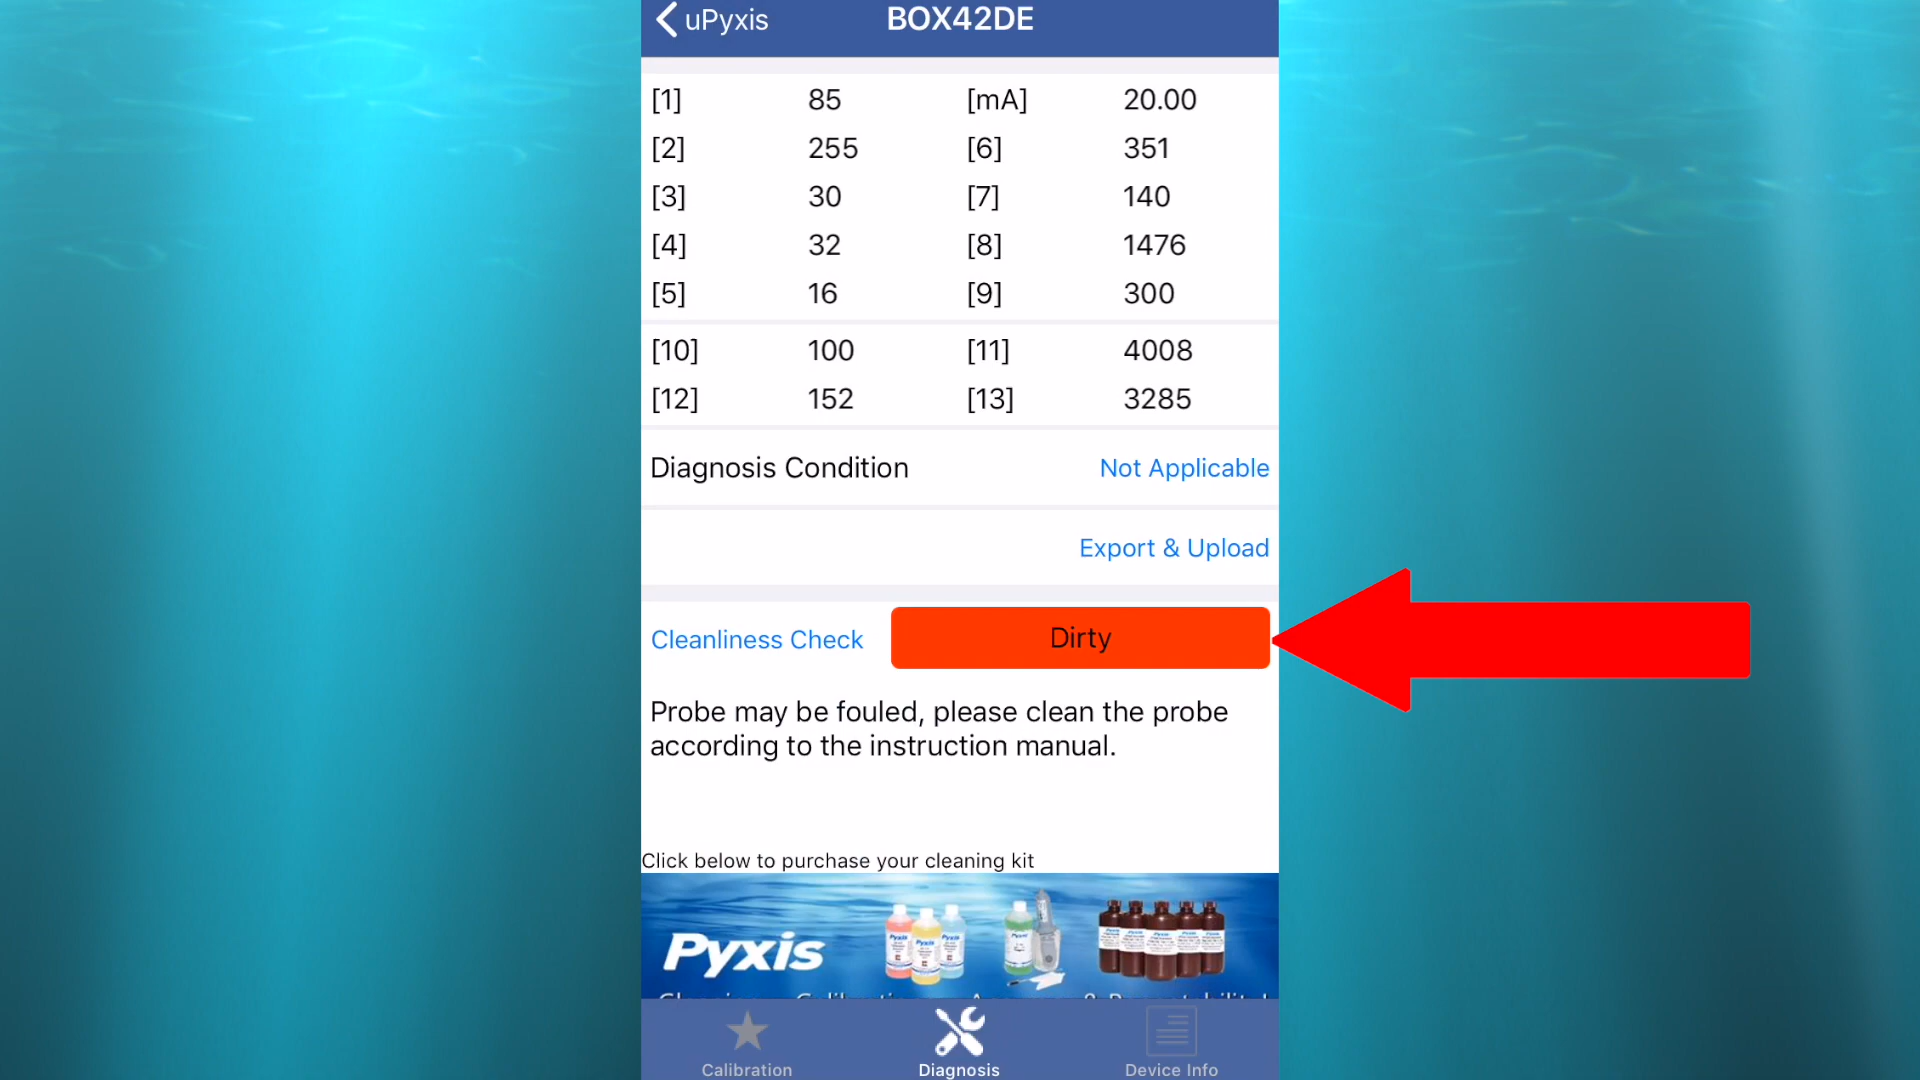 uPyxis BOX42DE
[1] 85 [mA] 20.00
[2] 255 [6] 351
[3] 30 [7] 140
[4] 32 [8] 1476
[5] 16 [9] 300
[10] 100 [11] 4008
[12] 152 [13] 3285
Diagnosis Condition Not Applicable
Export & Upload
Cleanliness Check Dirty
Probe may be fouled, please clean the probe
according to the instruction manual.
Click below to purchase your cleaning kit
Pyxis
Calibration Diagnosis Device Info